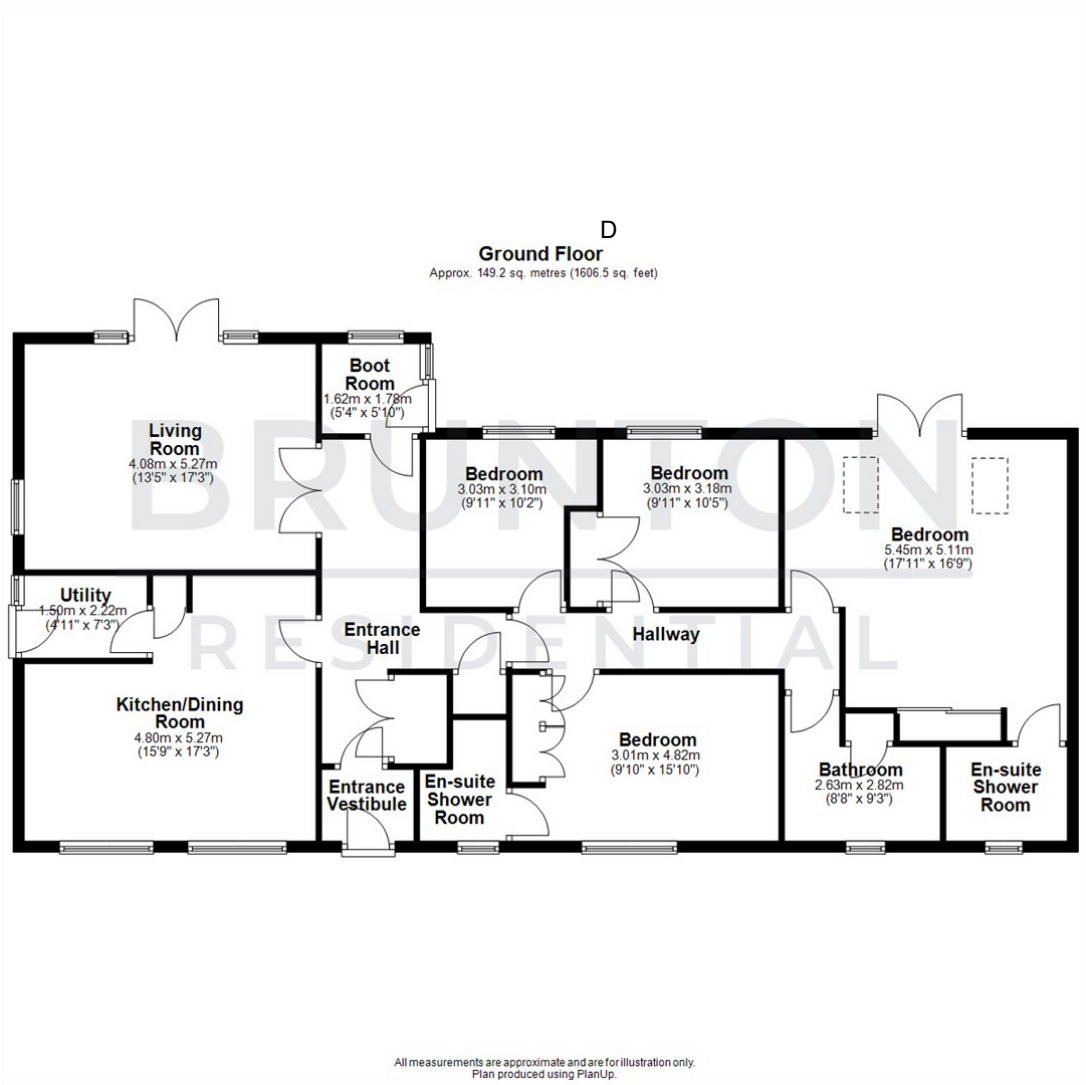 D
Ground Floor
Approx. 149.2 sq. metres (1606.5 sq. feet)
Boot
Room
1.62m x 1.78m
(5'4" x 5'10")
Living
Room
4.08m x 5.27m
(13'5" x 17'3")
BRUNTON
RESIDENTIAL
Bedroom
3.03m x 3.10m
(9'11" x 10'2")
Bedroom
3.03m x 3.18m
(9'11" x 10'5")
Bedroom
5.45m x 5.11m
(17'11" x 16'9")
Utility
1.50m x 2.22m
(4'11" x 7'3")
Entrance
Hall
Hallway
Kitchen/Dining
Room
4.80m x 5.27m
(15'9" x 17'3")
Entrance
Vestibule
En-suite
Shower
Room
Bedroom
3.01m x 4.82m
(9'10" x 15'10")
Bathroom
2.63m x 2.82m
(8'8" x 9'3")
En-suite
Shower
Room
All measurements are approximate and are for illustration only.
Plan produced using PlanUp.